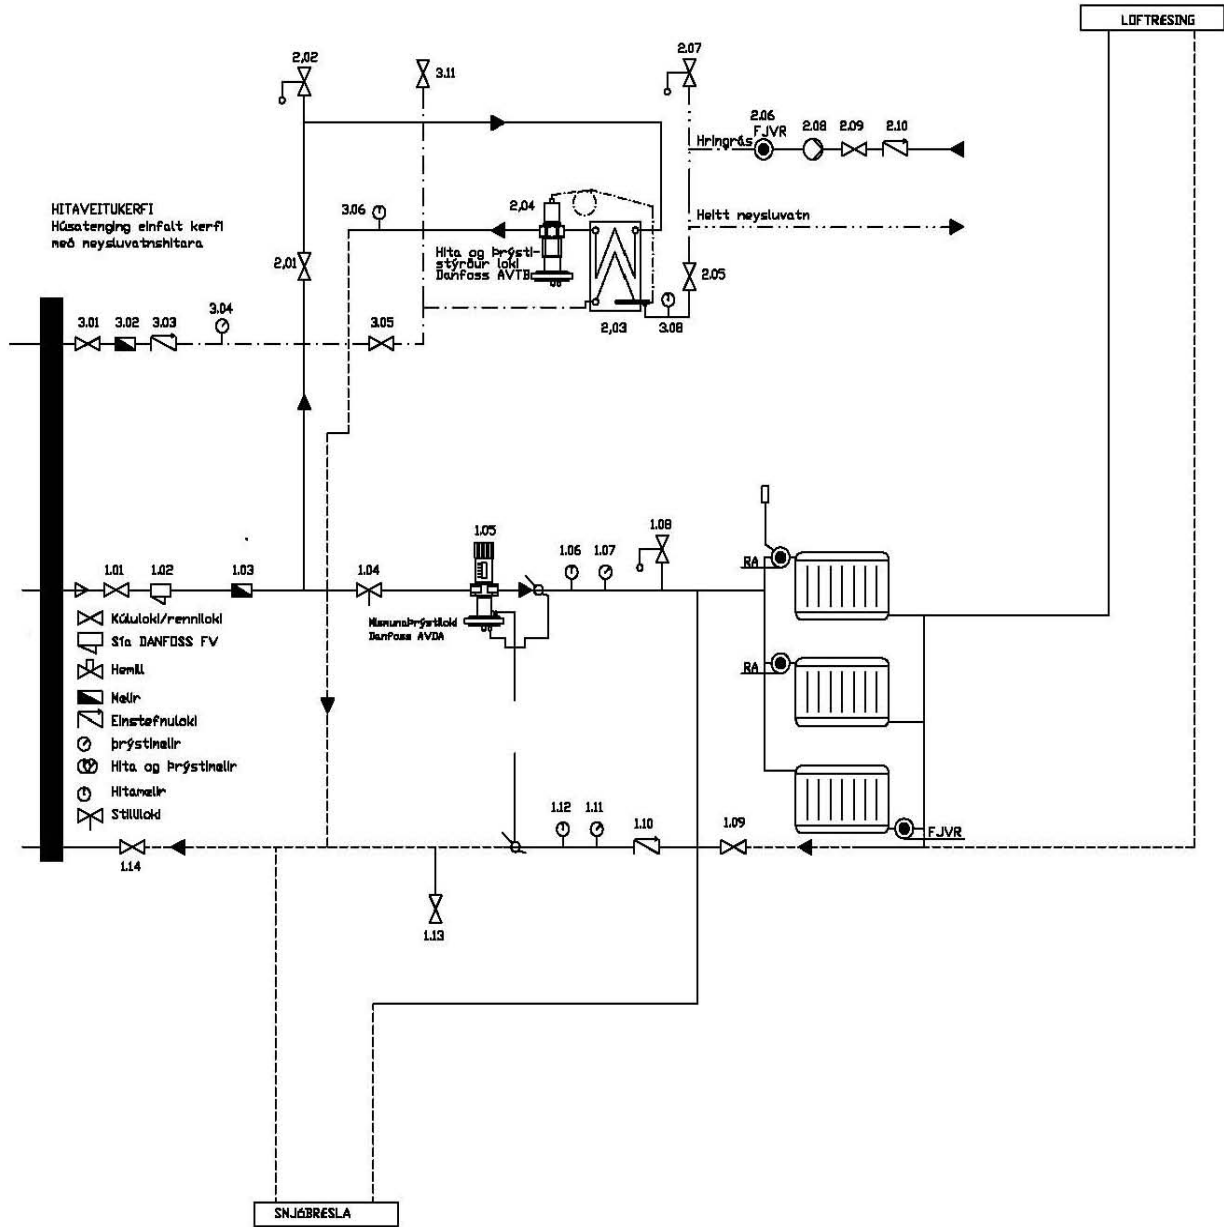 LOFTRESING
2,02
3.11
2.07
2.06
FJVR
2.08
2.09
2.10
Hringrás
HITAVEITUKERFI
Húsatenging einfalt kerfi
með neysluvatnshitara
3.06
2,04
Heitt neysluvatn
2,01
Hita og Þrýsti-
stýrður loki
Danfoss AVTB
2.05
3.01
3.02
3.03
3.04
3.05
2,03
3.08
1.01
1.02
1.03
1.04
1.05
1.06
1.07
1.08
RA
Kúluloki/renniloki
Mismunaþrýstiloki
Danfoss AVDA
Sía DANFOSS FV
Hemill
RA
Mælir
Einstefnuloki
þrýstimælir
Hita og Þrýstimælir
Hitamælir
Stilliloki
1.12
1.11
1.10
1.09
FJVR
1.14
1.13
SNJÓBRESLA